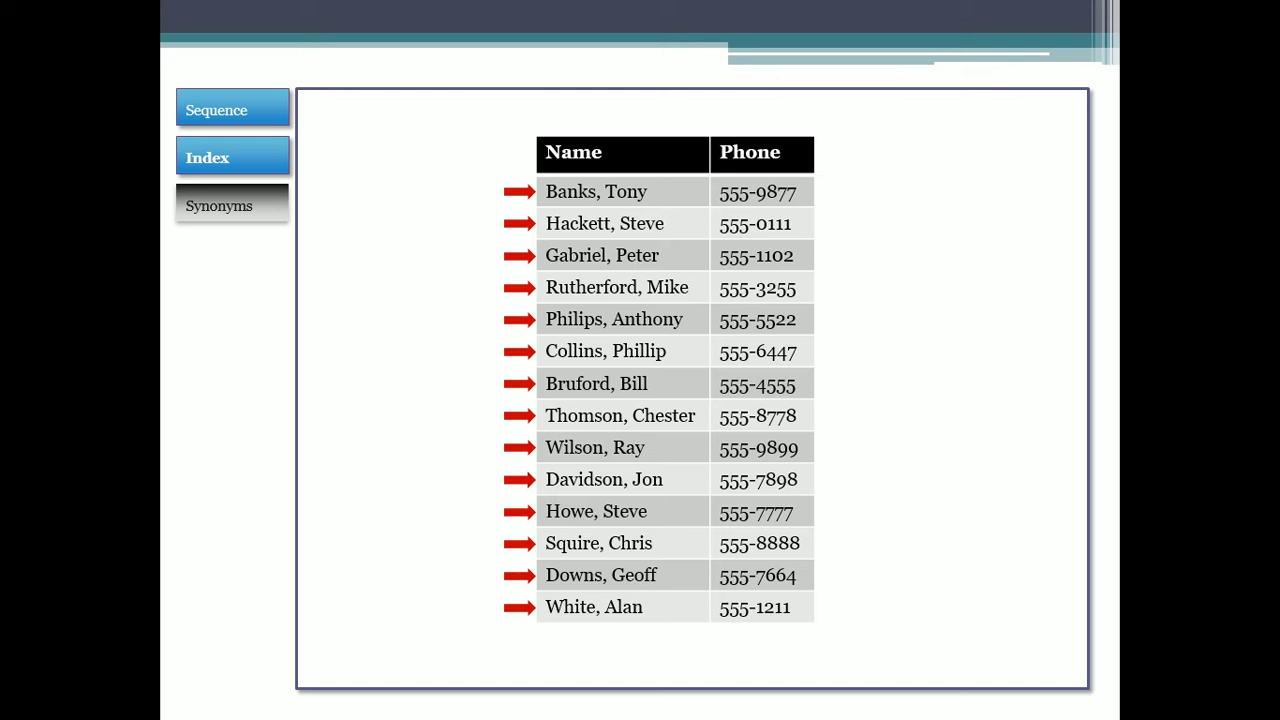 Sequence
Index
Synonyms
Name Phone
Banks, Tony 555-9877
Hackett, Steve 555-0111
Gabriel, Peter 555-1102
Rutherford, Mike 555-3255
Philips, Anthony 555-5522
Collins, Phillip 555-6447
Bruford, Bill 555-4555
Thomson, Chester 555-8778
Wilson, Ray 555-9899
Davidson, Jon 555-7898
Howe, Steve 555-7777
Squire, Chris 555-8888
Downs, Geoff 555-7664
White, Alan 555-1211